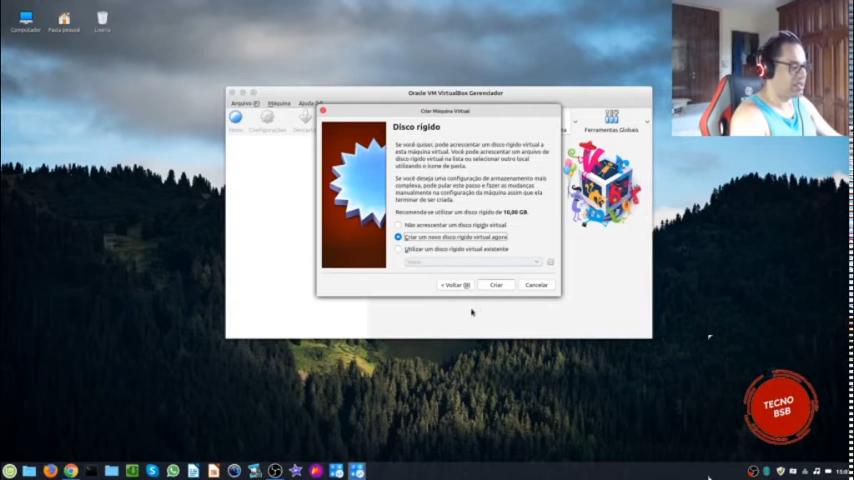 Computador
Pasta pessoal
Lixeira
Oracle VM VirtualBox Gerenciador
Arquivo (F)
Máquina
Ajuda
Criar Máquina Virtual
Novo
Configurações
Descartar
Ferramentas Globais
Disco rígido
Se você quiser, pode acrescentar um disco rígido virtual a
esta máquina virtual. Você pode acrescentar um arquivo de
disco rígido virtual na lista ou selecionar outro local
utilizando o ícone de pasta.
Se você deseja uma configuração de armazenamento mais
complexa, pode pular este passo e fazer as mudanças
manualmente na configuração da máquina assim que ela
terminar de ser criada.
Recomenda-se utilizar um disco rígido de 10,00 GB.
Não acrescentar um disco rígido virtual
Criar um novo disco rígido virtual agora
Utilizar um disco rígido virtual existente
< Voltar (B)
Criar
Cancelar
TECNO
BSB